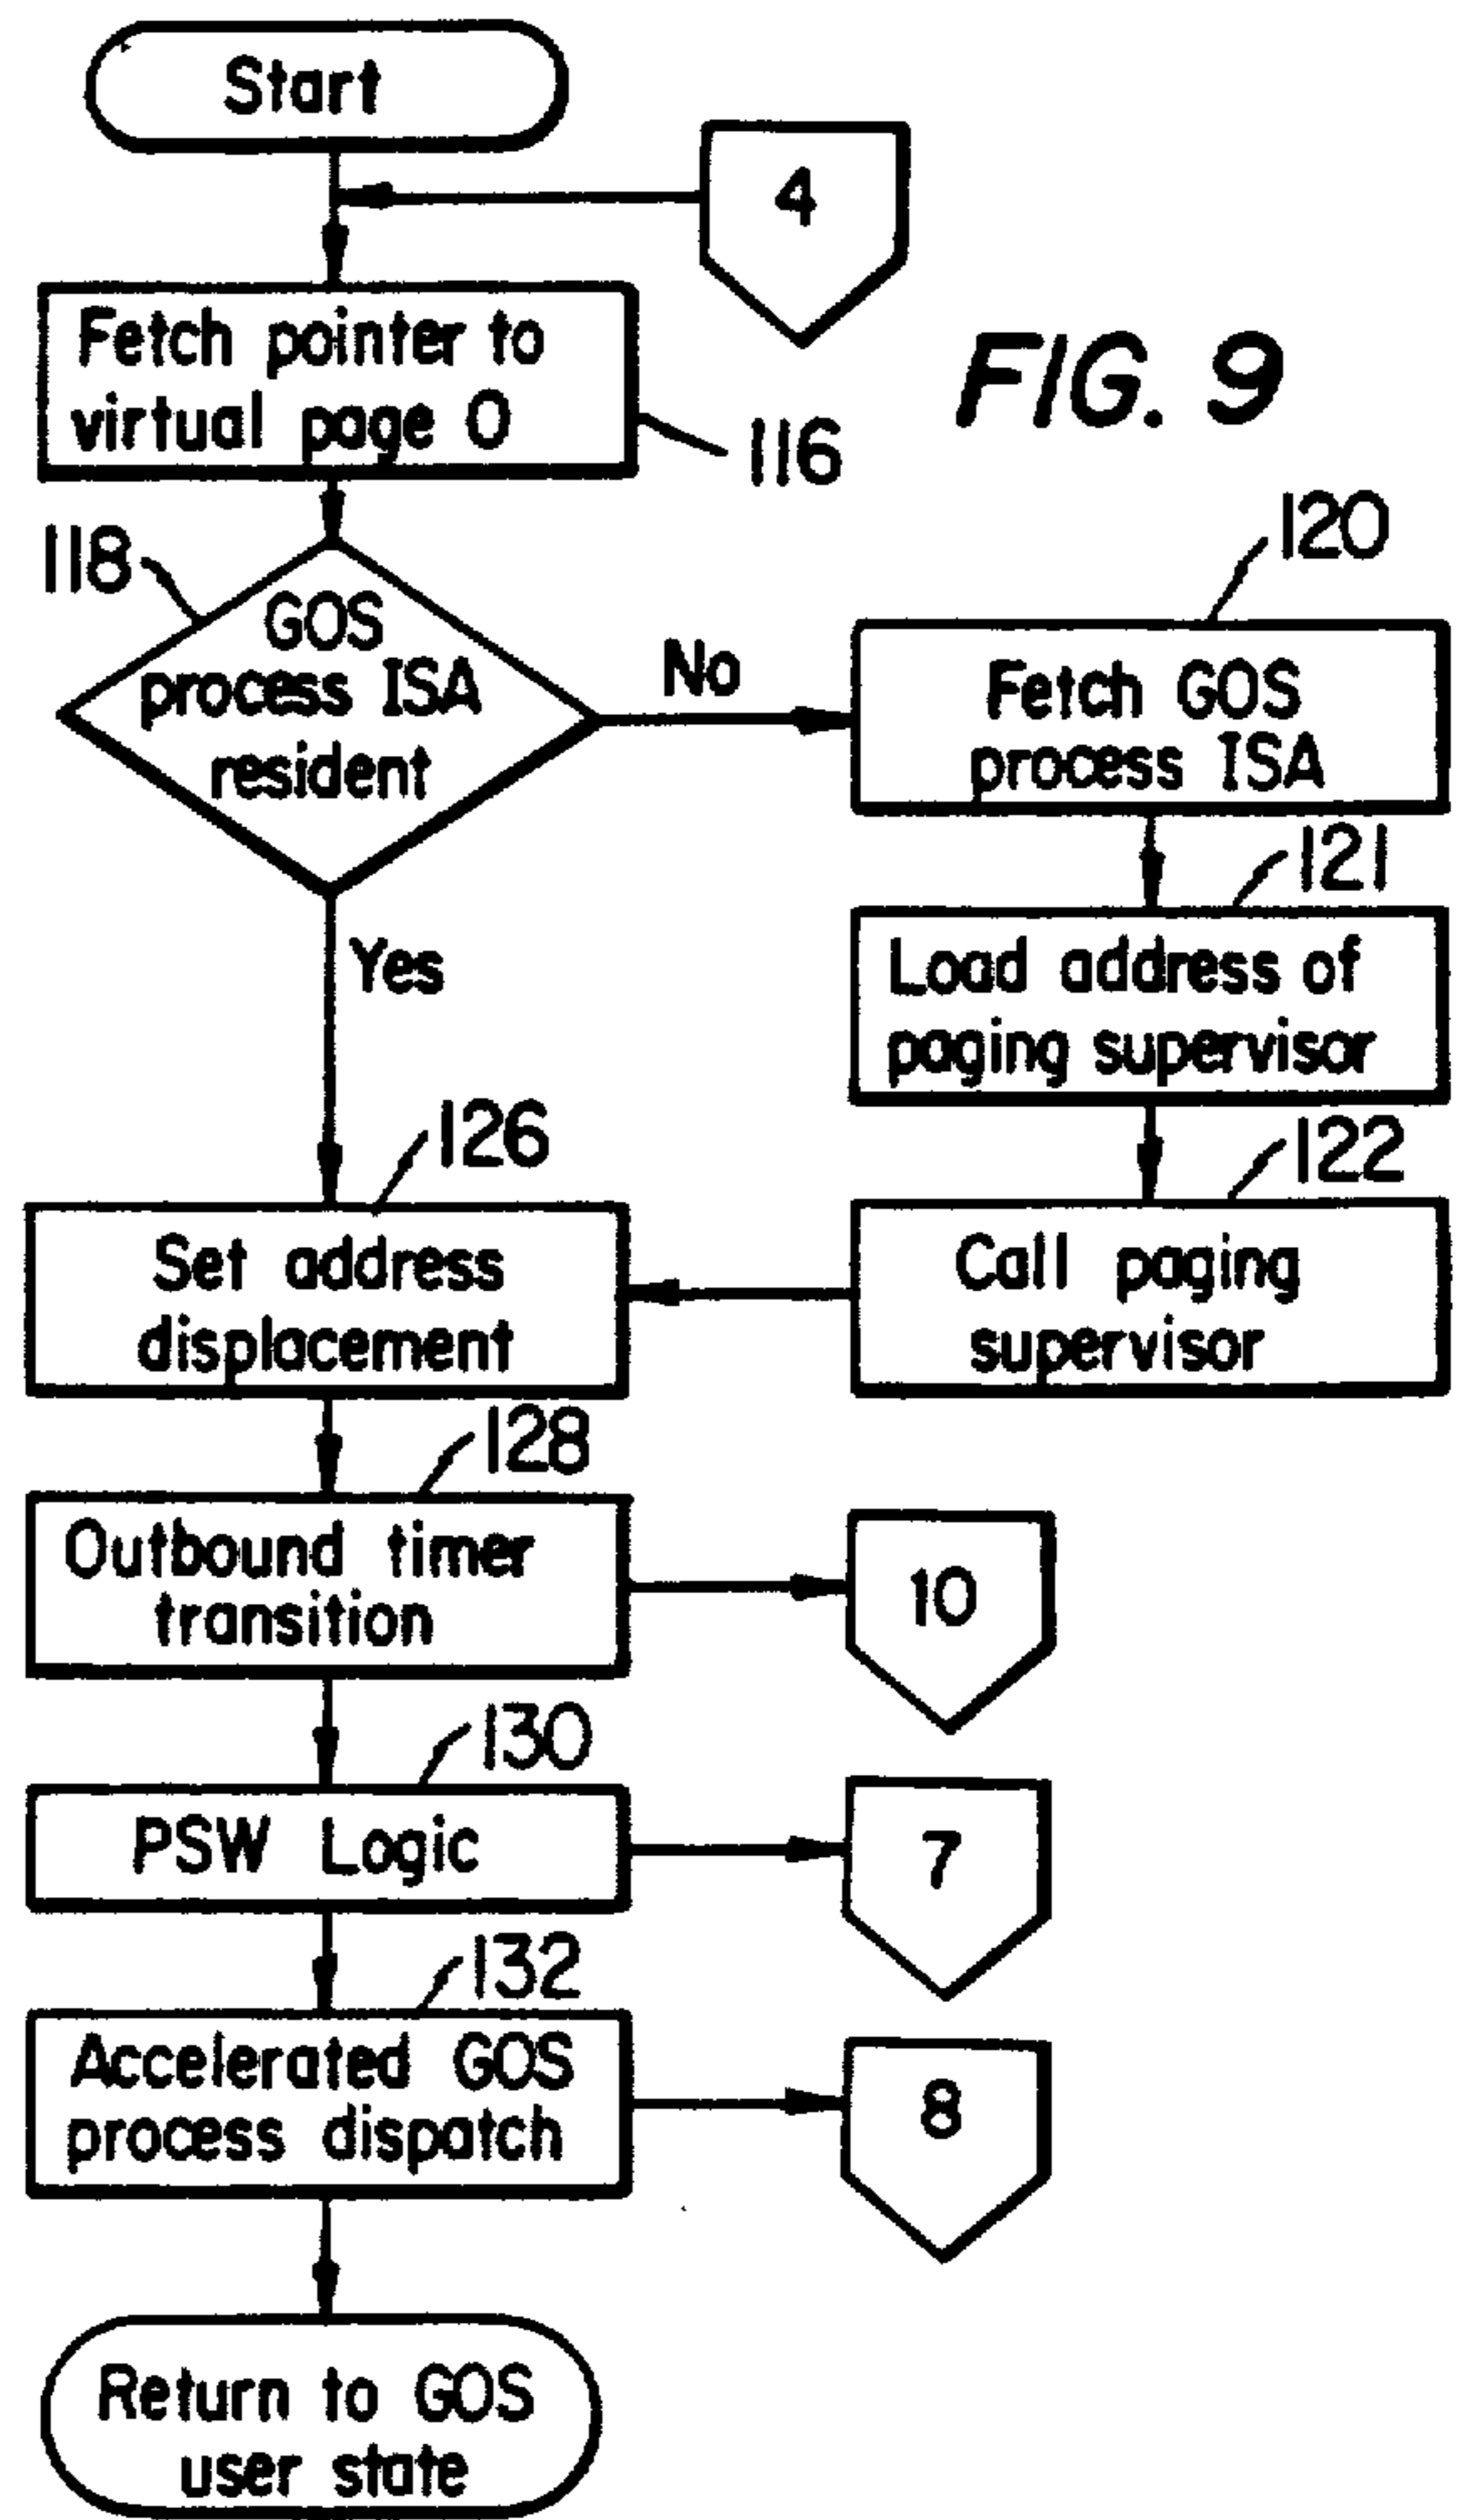 Start
4
Fetch pointer to
virtual page 0
FIG. 9
116
118
GOS
process ISA
resident
No
120
Fetch GOS
process ISA
121
Load address of
paging supervisor
Yes
126
122
Set address
displacement
Call paging
supervisor
128
Outbound timer
transition
10
130
PSW Logic
7
132
Accelerated GOS
process dispatch
8
Return to GOS
user state